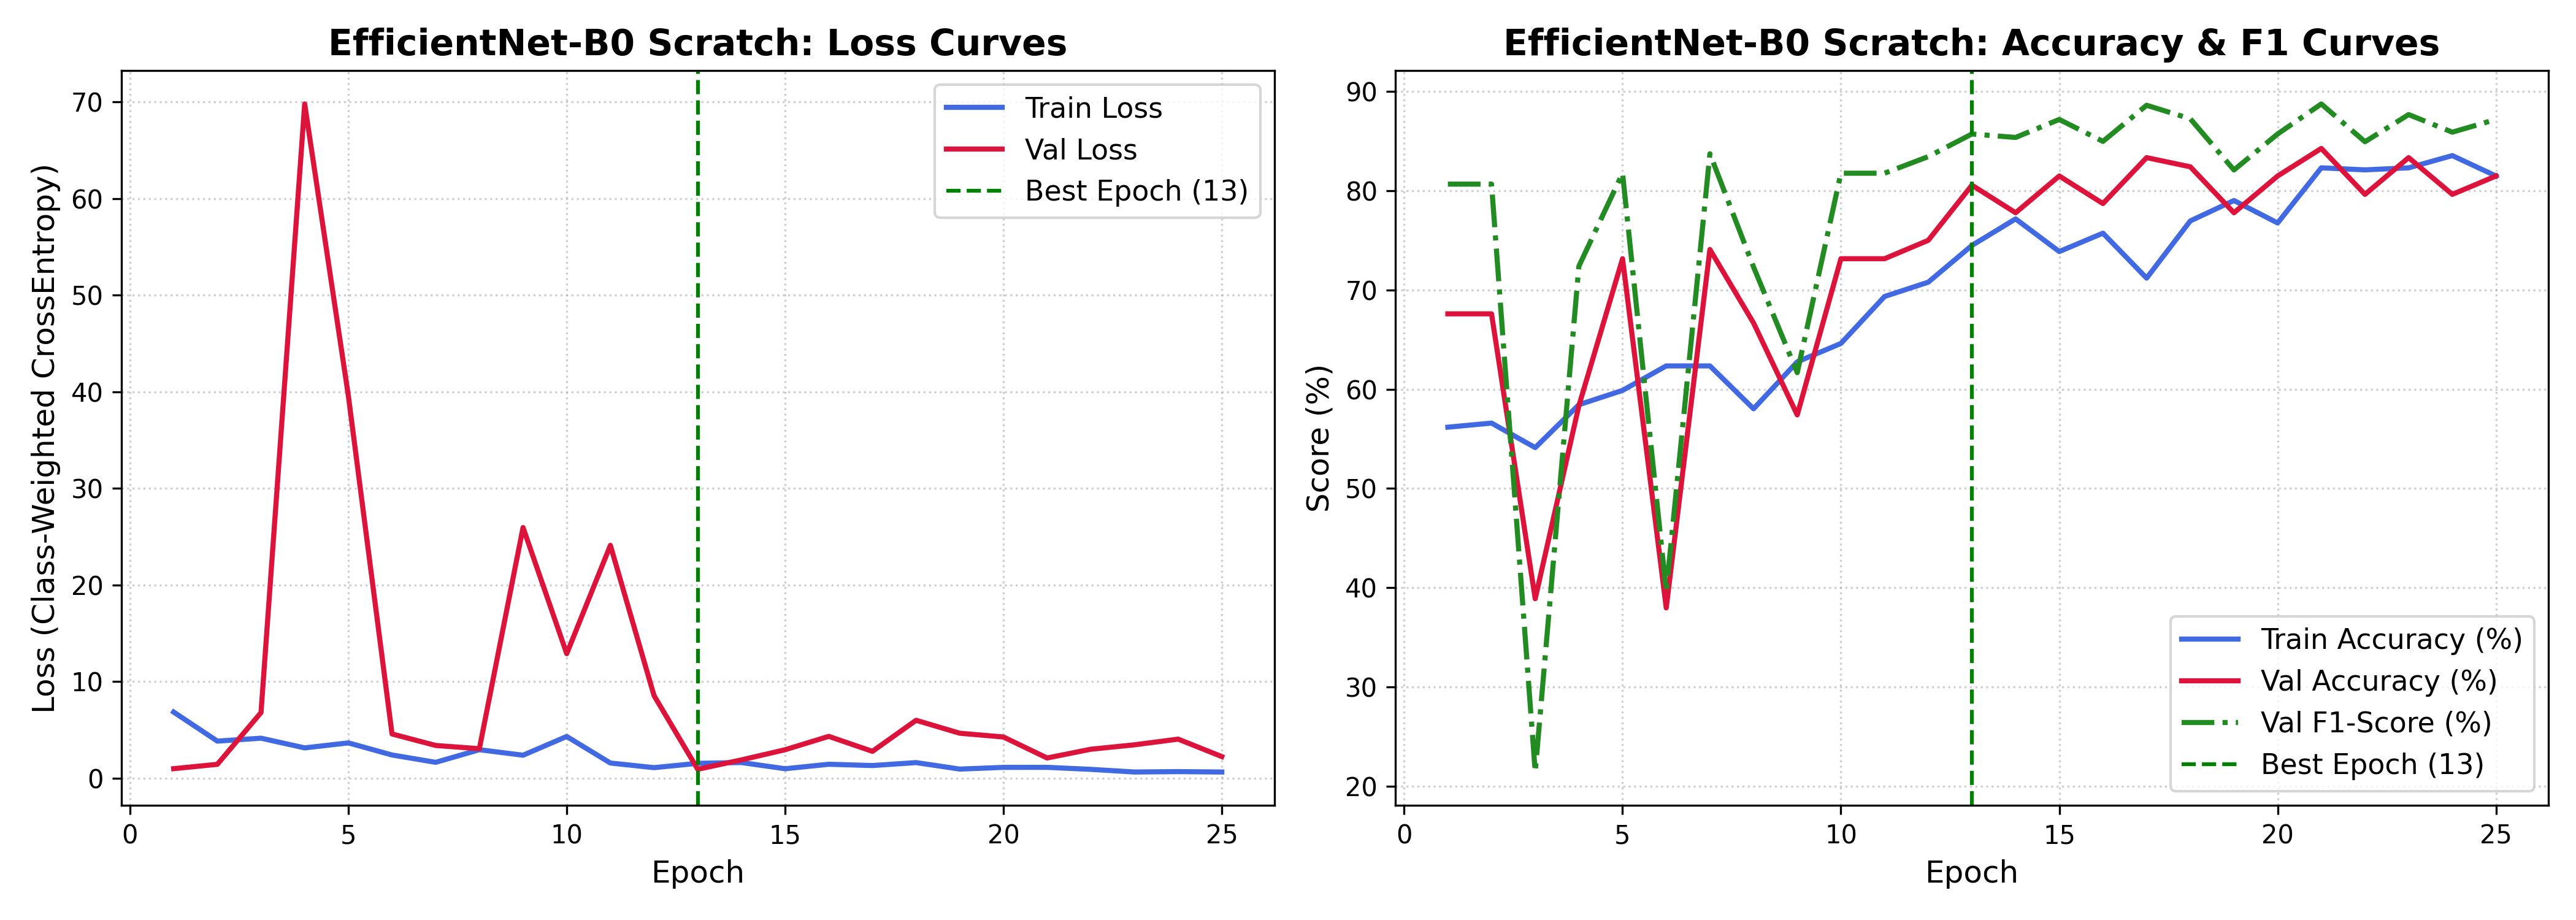 EfficientNet-B0 Scratch: Loss Curves
Loss (Class-Weighted CrossEntropy)
70
60
50
40
30
20
10
0
Train Loss
Val Loss
Best Epoch (13)
0 5 10 15 20 25
Epoch
EfficientNet-B0 Scratch: Accuracy & F1 Curves
Score (%)
90
80
70
60
50
40
30
20
Train Accuracy (%)
Val Accuracy (%)
Val F1-Score (%)
Best Epoch (13)
0 5 10 15 20 25
Epoch